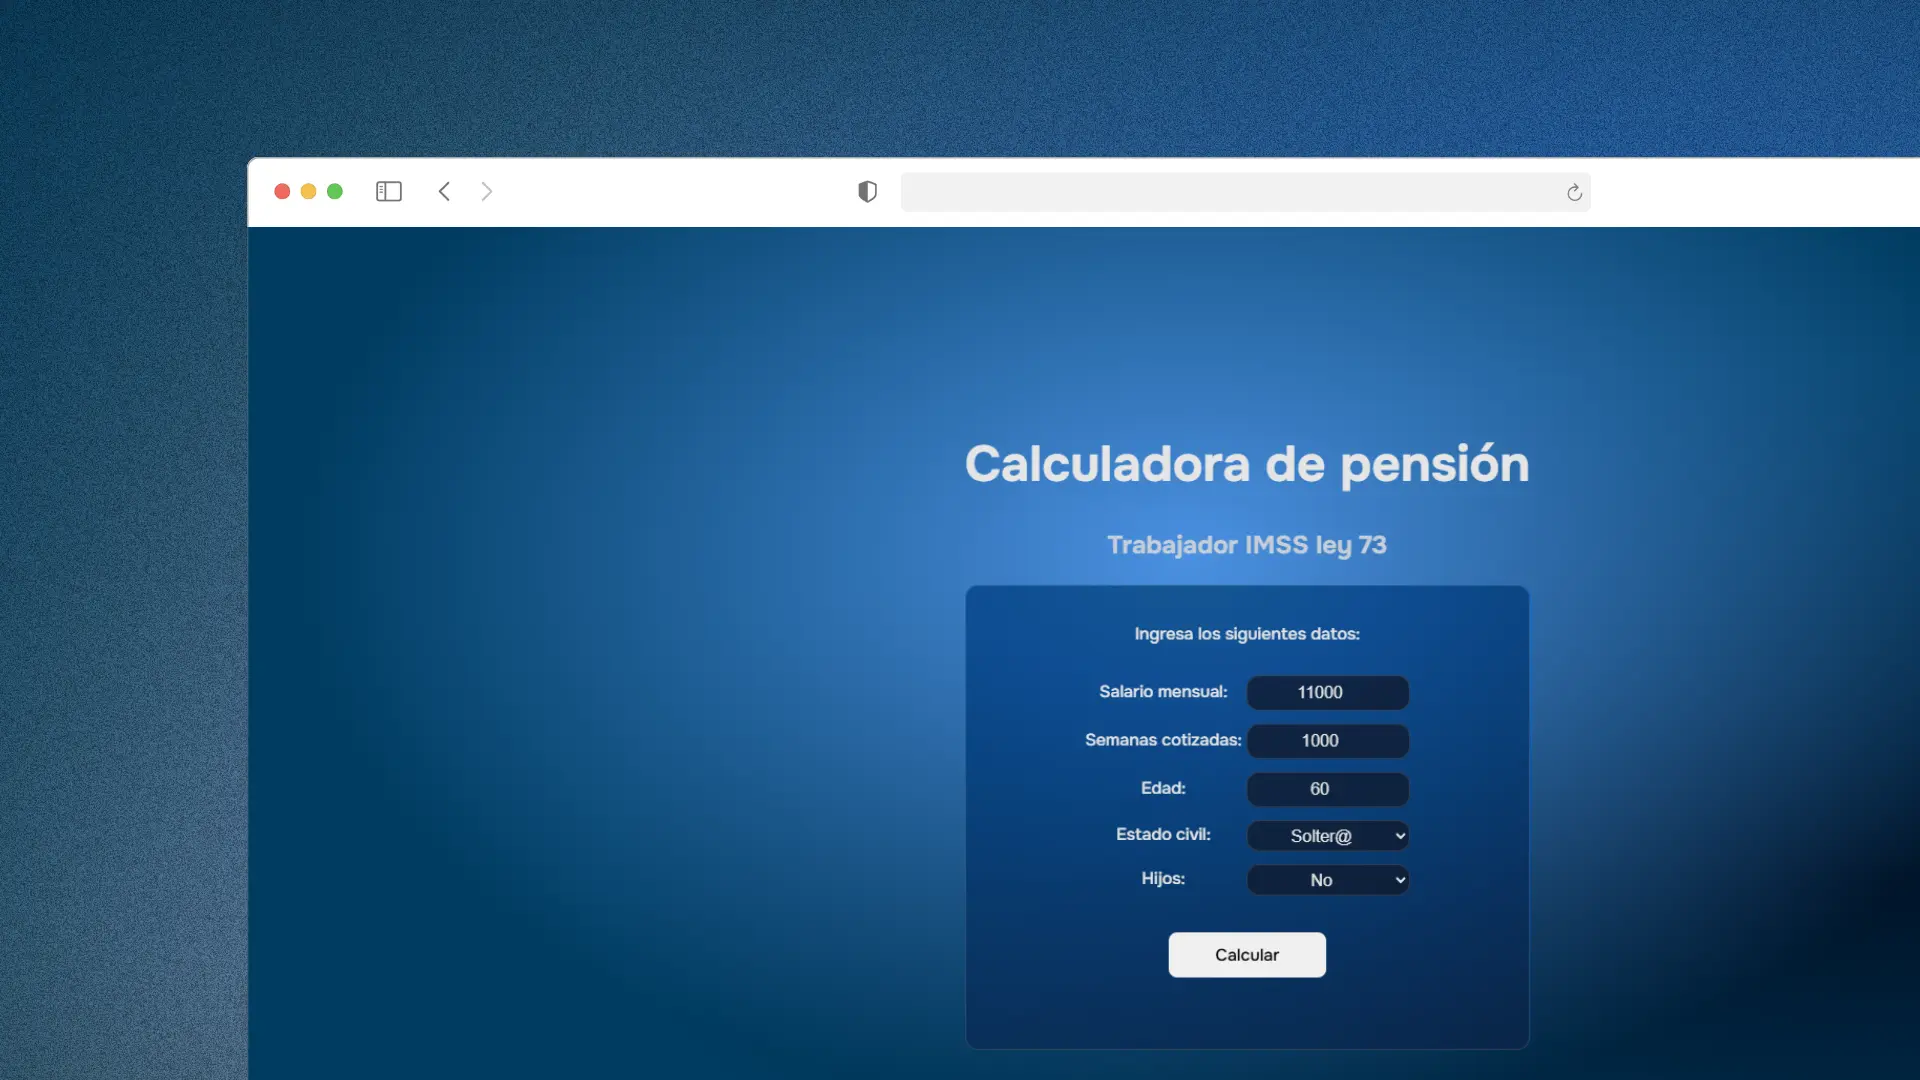 Calculadora de pensión
Trabajador IMSS ley 73
Ingresa los siguientes datos:
Salario mensual: 11000
Semanas cotizadas: 1000
Edad: 60
Estado civil: Solter@
Hijos: No
Calcular